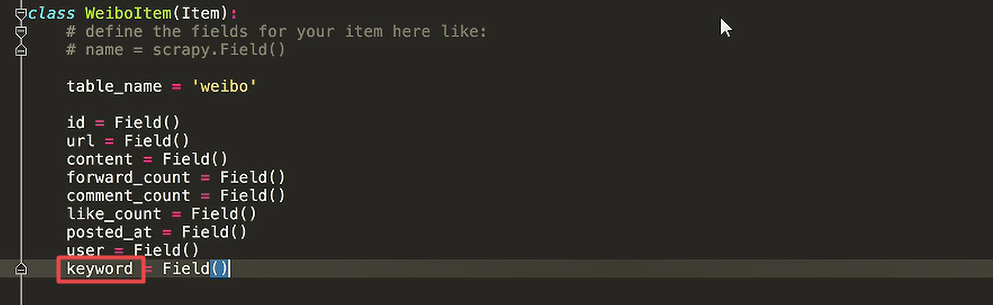 class WeiboItem(Item):
# define the fields for your item here like:
# name = scrapy.Field()
table_name = 'weibo'
id = Field()
url = Field()
content = Field()
forward_count = Field()
comment_count = Field()
like_count = Field()
posted_at = Field()
user = Field()
keyword = Field()